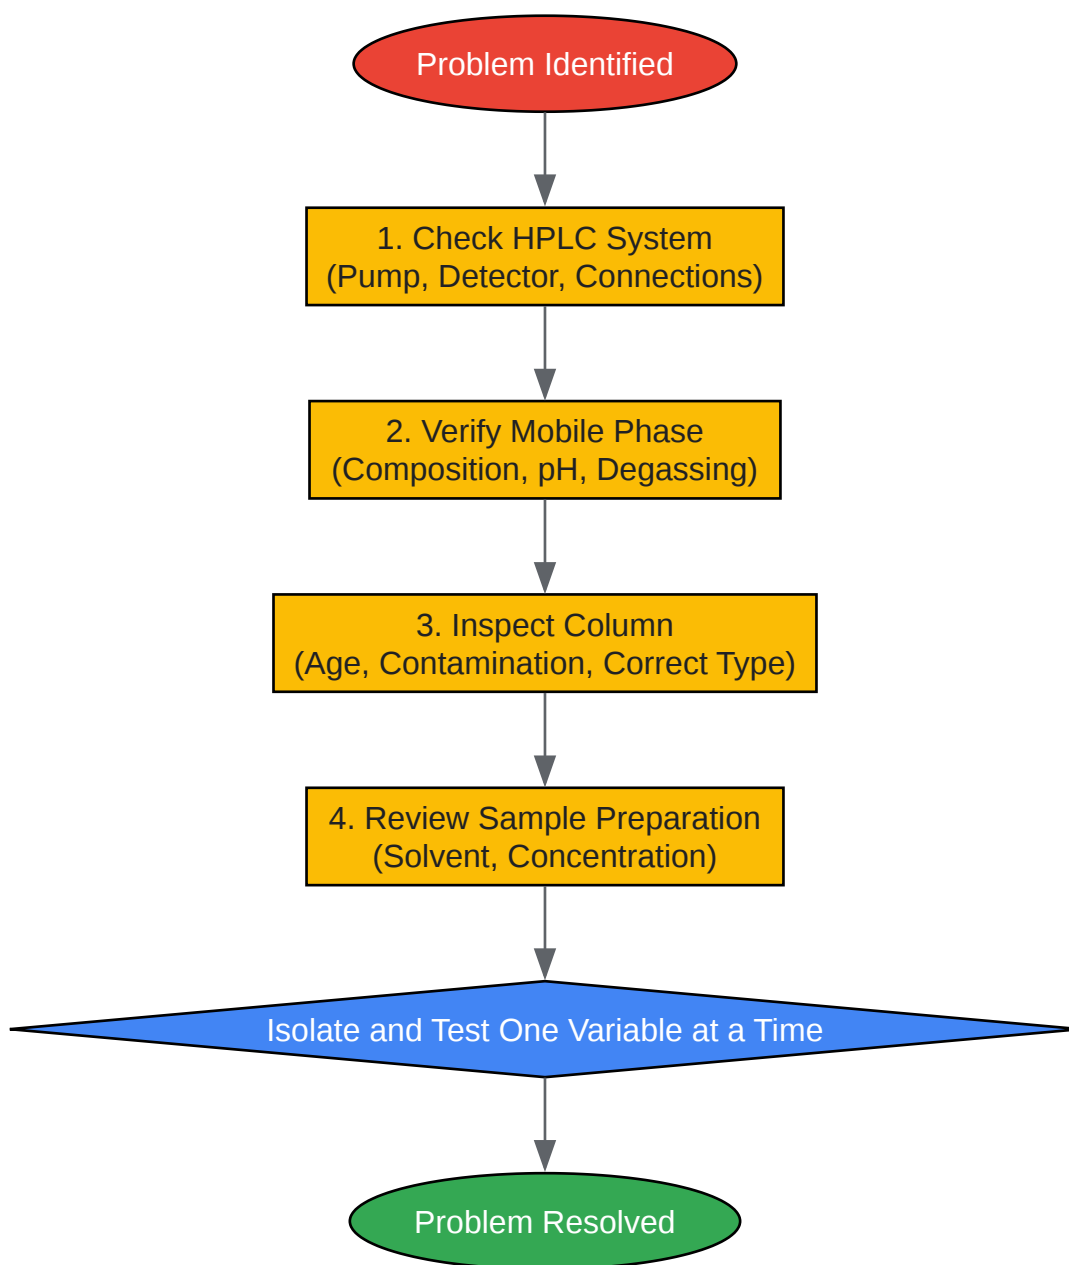 Problem Identified
1. Check HPLC System
(Pump, Detector, Connections)
2. Verify Mobile Phase
(Composition, pH, Degassing)
3. Inspect Column
(Age, Contamination, Correct Type)
4. Review Sample Preparation
(Solvent, Concentration)
Isolate and Test One Variable at a Time
Problem Resolved